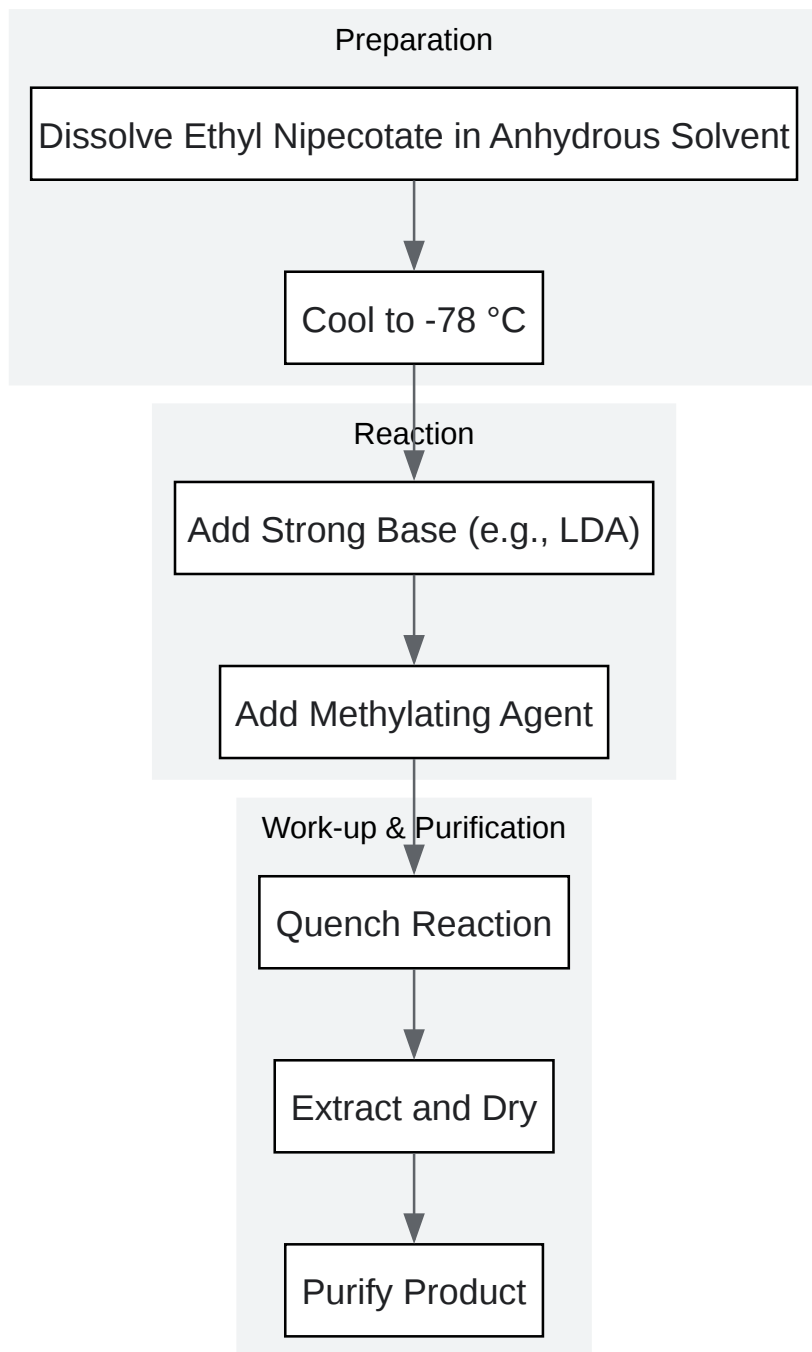 Preparation
Dissolve Ethyl Nipecotate in Anhydrous Solvent
Cool to -78 °C
Reaction
Add Strong Base (e.g., LDA)
Add Methylating Agent
Work-up & Purification
Quench Reaction
Extract and Dry
Purify Product